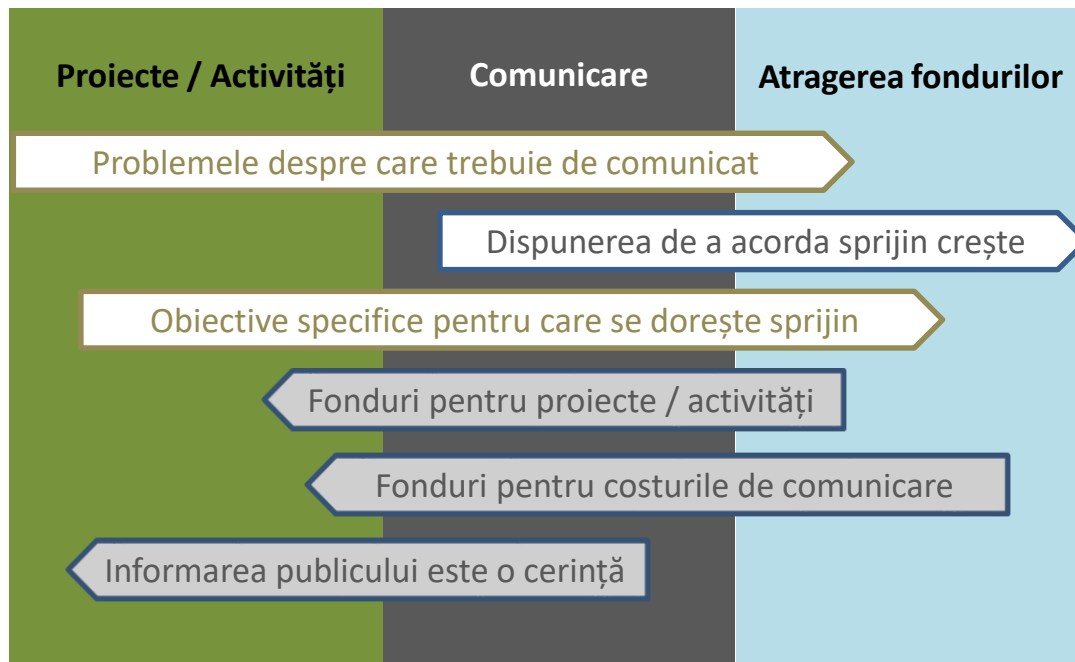 Proiecte / Activități
Comunicare
Atragerea fondurilor
Problemele despre care trebuie de comunicat
Dispunerea de a acorda sprijin crește
Obiective specifice pentru care se dorește sprijin
Fonduri pentru proiecte / activități
Fonduri pentru costurile de comunicare
Informarea publicului este o cerință